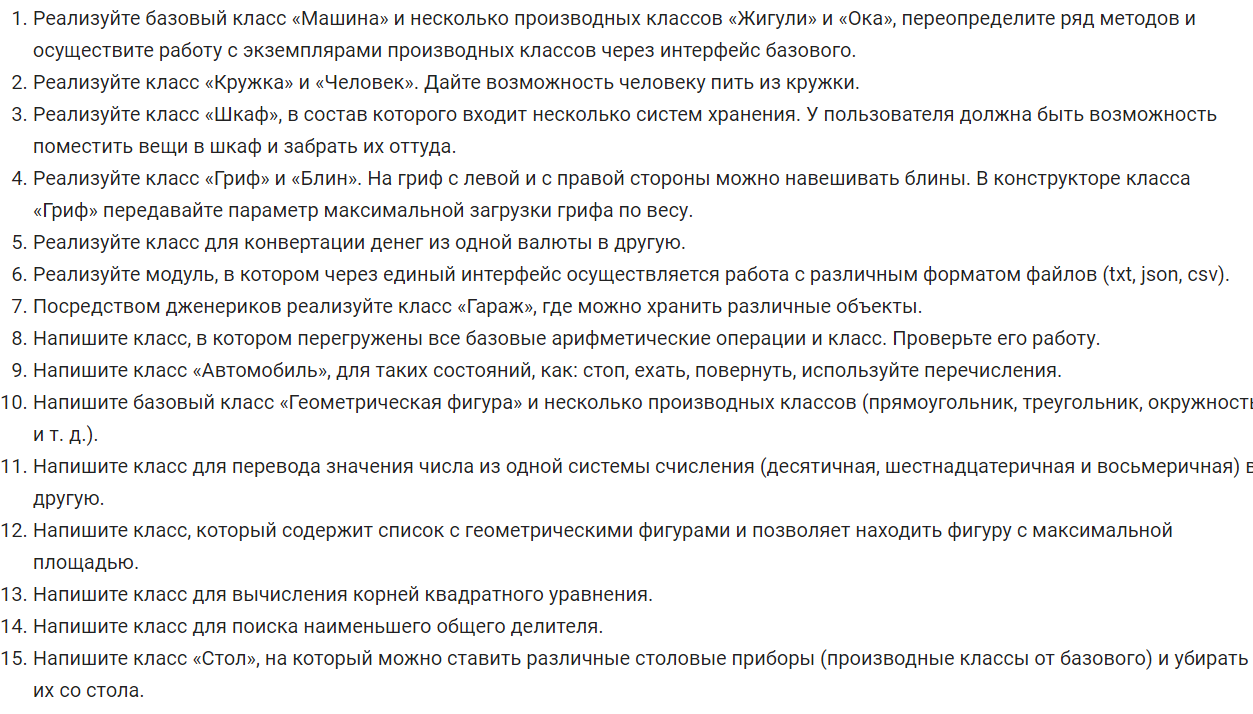 1. Реализуйте базовый класс «Машина» и несколько производных классов «Жигули» и «Ока», переопределите ряд методов и
осуществите работу с экземплярами производных классов через интерфейс базового.
2. Реализуйте класс «Кружка» и «Человек». Дайте возможность человеку пить из кружки.
3. Реализуйте класс «Шкаф», в состав которого входит несколько систем хранения. У пользователя должна быть возможность
поместить вещи в шкаф и забрать их оттуда.
4. Реализуйте класс «Гриф» и «Блин». На гриф с левой и с правой стороны можно навешивать блины. В конструкторе класса
«Гриф» передавайте параметр максимальной загрузки грифа по весу.
5. Реализуйте класс для конвертации денег из одной валюты в другую.
6. Реализуйте модуль, в котором через единый интерфейс осуществляется работа с различным форматом файлов (txt, json, csv).
7. Посредством дженериков реализуйте класс «Гараж», где можно хранить различные объекты.
8. Напишите класс, в котором перегружены все базовые арифметические операции и класс. Проверьте его работу.
9. Напишите класс «Автомобиль», для таких состояний, как: стоп, ехать, повернуть, используйте перечисления.
10. Напишите базовый класс «Геометрическая фигура» и несколько производных классов (прямоугольник, треугольник, окружность
и т. д.).
11. Напишите класс для перевода значения числа из одной системы счисления (десятичная, шестнадцатеричная и восьмеричная) в
другую.
12. Напишите класс, который содержит список с геометрическими фигурами и позволяет находить фигуру с максимальной
площадью.
13. Напишите класс для вычисления корней квадратного уравнения.
14. Напишите класс для поиска наименьшего общего делителя.
15. Напишите класс «Стол», на который можно ставить различные столовые приборы (производные классы от базового) и убирать
их со стола.